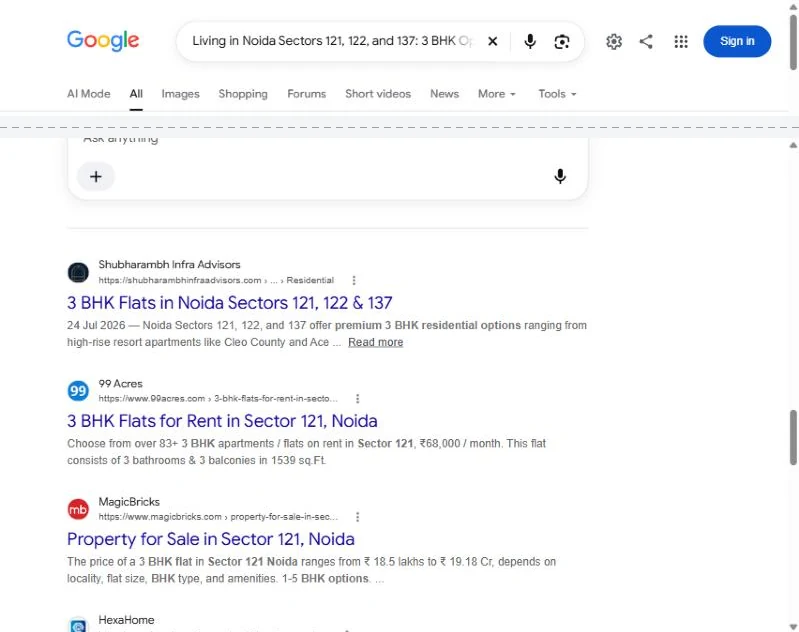 Google
Living in Noida Sectors 121, 122, and 137: 3 BHK Op
Sign in
AI Mode All Images Shopping Forums Short videos News More Tools
Ask anything
Shubharambh Infra Advisors
https://shubharambhinfraadvisors.com › ... › Residential
3 BHK Flats in Noida Sectors 121, 122 & 137
24 Jul 2026 — Noida Sectors 121, 122, and 137 offer premium 3 BHK residential options ranging from
high-rise resort apartments like Cleo County and Ace ... Read more
99
99 Acres
https://www.99acres.com › 3-bhk-flats-for-rent-in-secto...
3 BHK Flats for Rent in Sector 121, Noida
Choose from over 83+ 3 BHK apartments / flats on rent in Sector 121, ₹68,000 / month. This flat
consists of 3 bathrooms & 3 balconies in 1539 sq.Ft.
mb
MagicBricks
https://www.magicbricks.com › property-for-sale-in-sec...
Property for Sale in Sector 121, Noida
The price of a 3 BHK flat in Sector 121 Noida ranges from ₹ 18.5 lakhs to ₹ 19.18 Cr, depends on
locality, flat size, BHK type, and amenities. 1-5 BHK options. ...
HexaHome